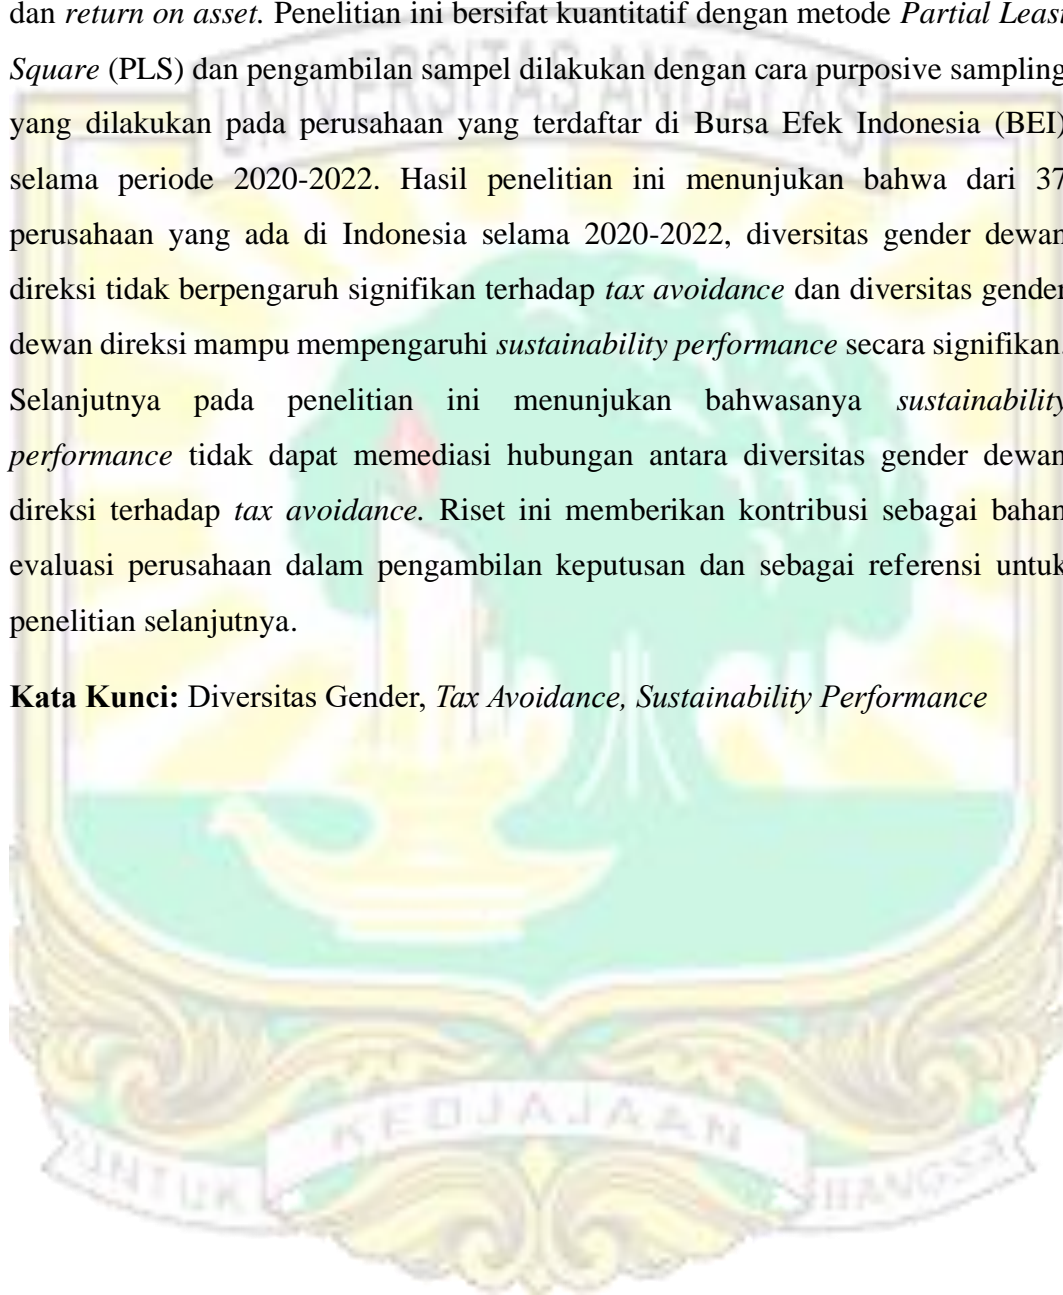 dan return on asset. Penelitian ini bersifat kuantitatif dengan metode Partial Least
Square (PLS) dan pengambilan sampel dilakukan dengan cara purposive sampling
yang dilakukan pada perusahaan yang terdaftar di Bursa Efek Indonesia (BEI)
selama periode 2020-2022. Hasil penelitian ini menunjukan bahwa dari 37
perusahaan yang ada di Indonesia selama 2020-2022, diversitas gender dewan
direksi tidak berpengaruh signifikan terhadap tax avoidance dan diversitas gender
dewan direksi mampu mempengaruhi sustainability performance secara signifikan.
Selanjutnya pada penelitian ini menunjukan bahwasanya sustainability
performance tidak dapat memediasi hubungan antara diversitas gender dewan
direksi terhadap tax avoidance. Riset ini memberikan kontribusi sebagai bahan
evaluasi perusahaan dalam pengambilan keputusan dan sebagai referensi untuk
penelitian selanjutnya.
Kata Kunci: Diversitas Gender, Tax Avoidance, Sustainability Performance
UNIVERSITAS ANDALAS
UNTUK KEDJAJAAN BANGSA